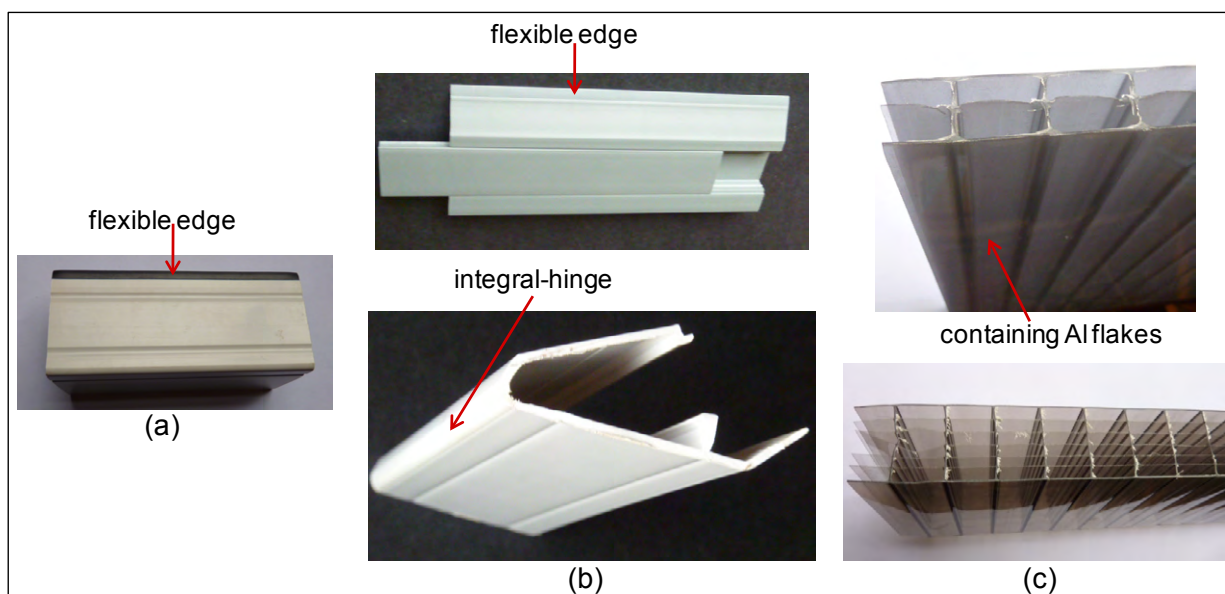 flexible edge
flexible edge
integral-hinge
containing Al flakes
(a)
(b)
(c)